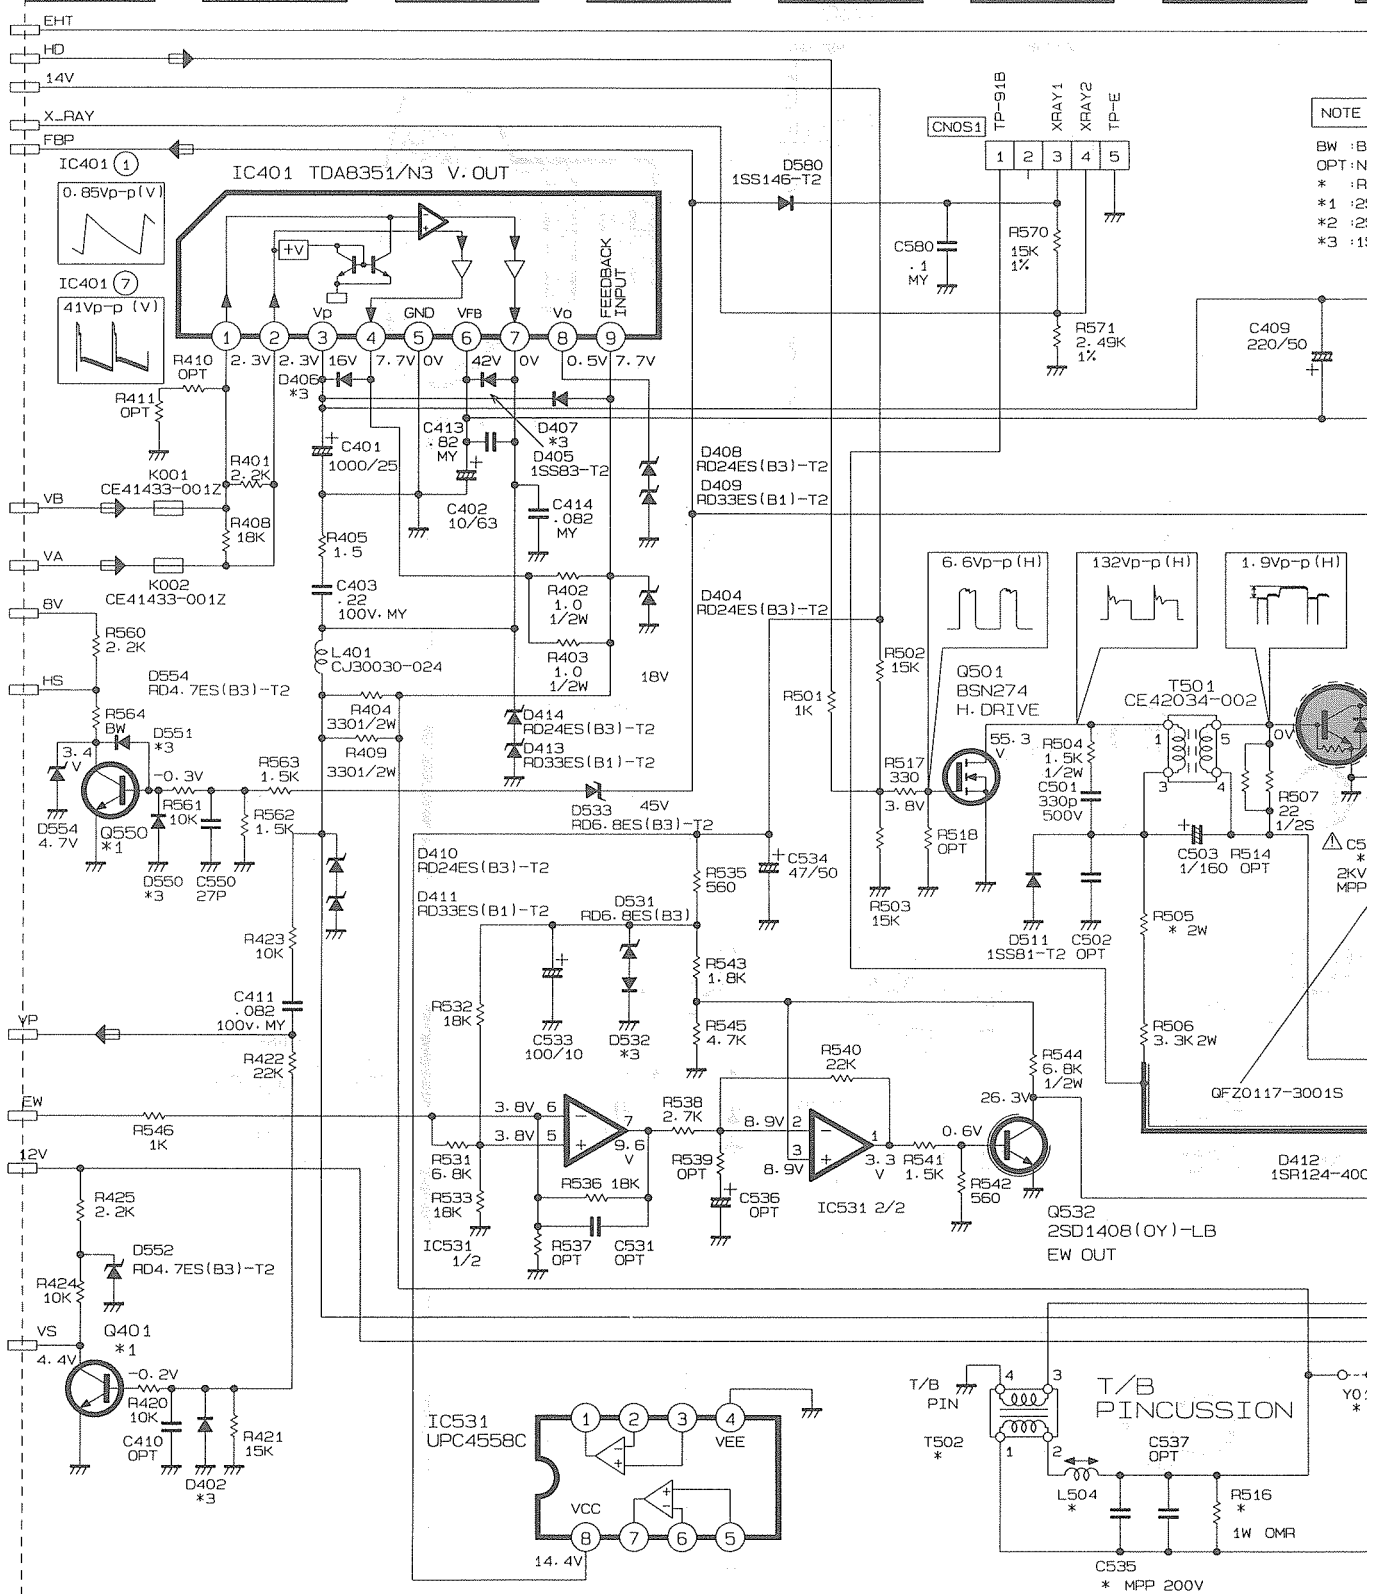 EHT
HD
14V
X_RAY
FBP
IC401 1
0.85Vp-p(V)
IC401 7
41Vp-p (V)
IC401 TDA8351/N3 V.OUT
+V
FEEDBACK
INPUT
Vp
GND
VFB
Vo
1 2 3 4 5 6 7 8 9
2.3V 2.3V 16V 7.7V 0V 42V 0V 0.5V 7.7V
D580
1SS146-T2
CN0S1
TP-91B
XRAY1
XRAY2
TP-E
1 2 3 4 5
NOTE
BW :B
OPT:N
* :R
*1 :2S
*2 :2S
*3 :1S
C580
.1
MY
R570
15K
1%
R571
2.49K
1%
C409
220/50
+
R410
OPT
R411
OPT
D406
*3
C401
1000/25
C413
.82
MY
D407
*3
D405
1SS83-T2
K001
CE41433-001Z
R401
2.2K
R408
18K
VB
VA
K002
CE41433-001Z
C402
10/63
C414
.082
MY
D408
RD24ES(B3)-T2
D409
RD33ES(B1)-T2
R405
1.5
C403
.22
100V.MY
R402
1.0
1/2W
R403
1.0
1/2W
D404
RD24ES(B3)-T2
18V
L401
CJ30030-024
8V
R560
2.2K
HS
D554
RD4.7ES(B3)-T2
R564
BW
D551
*3
3.4
V
R404
3301/2W
R409
3301/2W
D414
RD24ES(B3)-T2
D413
RD33ES(B1)-T2
-0.3V
R563
1.5K
R561
10K
R562
1.5K
D554
4.7V
Q550
*1
D550
*3
C550
27P
D533
RD6.8ES(B3)-T2
45V
6.6Vp-p(H)
132Vp-p(H)
1.9Vp-p(H)
R502
15K
R501
1K
Q501
BSN274
H.DRIVE
R517
330
3.8V
R518
OPT
R503
15K
55.3
V
R504
1.5K
1/2W
C501
330p
500V
T501
CE42034-002
1 5
3 4
0V
R507
22
1/2S
C503
1/160
R514
OPT
D511
1SS81-T2
C502
OPT
R505
* 2W
R506
3.3K2W
C5
*
2KV
MPP
QFZ0117-3001S
D410
RD24ES(B3)-T2
D411
RD33ES(B1)-T2
R535
560
C534
47/50
D531
RD6.8ES(B3)
R423
10K
C411
.082
100v.MY
VP
R422
22K
R532
18K
C533
100/10
D532
*3
R543
1.8K
R545
4.7K
R540
22K
R544
6.8K
1/2W
26.3V
EW
R546
1K
3.8V 6
3.8V 5
7
9.6
V
R531
6.8K
R533
18K
IC531
1/2
R536 18K
R537
OPT
C531
OPT
R538
2.7K
R539
OPT
C536
OPT
8.9V 2
3
8.9V
1
3.3
V
IC531 2/2
R541
1.5K
0.6V
R542
560
Q532
2SD1408(OY)-LB
EW OUT
D412
1SR124-400
12V
R425
2.2K
D552
RD4.7ES(B3)-T2
R424
10K
VS
4.4V
Q401
*1
-0.2V
R420
10K
C410
OPT
D402
*3
R421
15K
IC531
UPC4558C
1 2 3 4
VEE
VCC
8 7 6 5
14.4V
T/B
PIN
T502
*
4 3
1 2
T/B
PINCUSSION
L504
*
C537
OPT
R516
*
1W OMR
C535
* MPP 200V
Y01
*